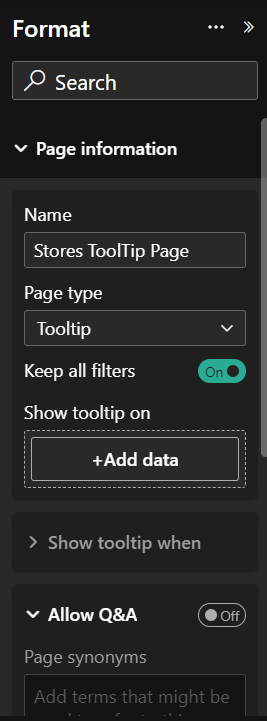 Format
Search
Page information
Name
Stores ToolTip Page
Page type
Tooltip
Keep all filters
On
Show tooltip on
+Add data
Show tooltip when
Allow Q&A
Off
Page synonyms
Add terms that might be